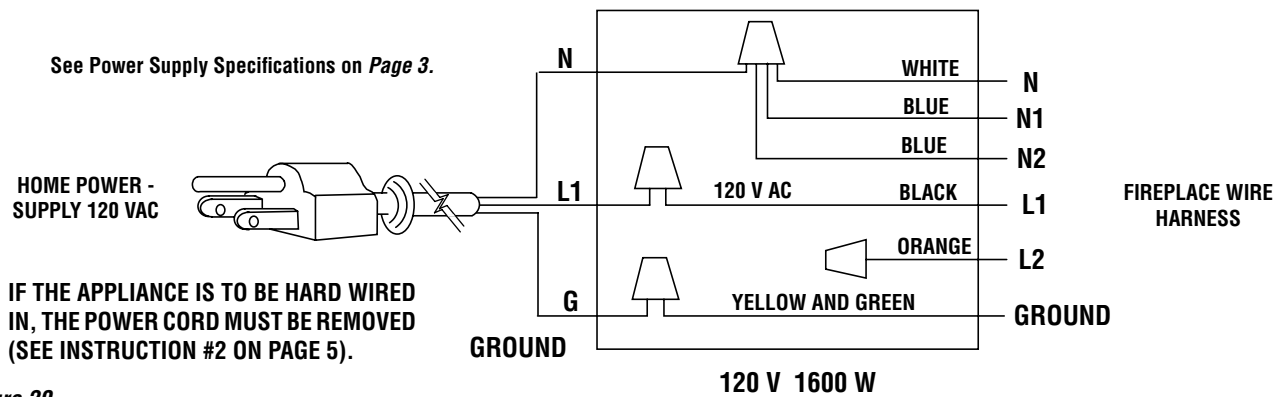 See Power Supply Specifications on Page 3.
N
WHITE
N
BLUE
N1
BLUE
N2
HOME POWER -
SUPPLY 120 VAC
L1
120 V AC
BLACK
L1
FIREPLACE WIRE
HARNESS
ORANGE
L2
IF THE APPLIANCE IS TO BE HARD WIRED
IN, THE POWER CORD MUST BE REMOVED
(SEE INSTRUCTION #2 ON PAGE 5).
G
YELLOW AND GREEN
GROUND
GROUND
120 V 1600 W